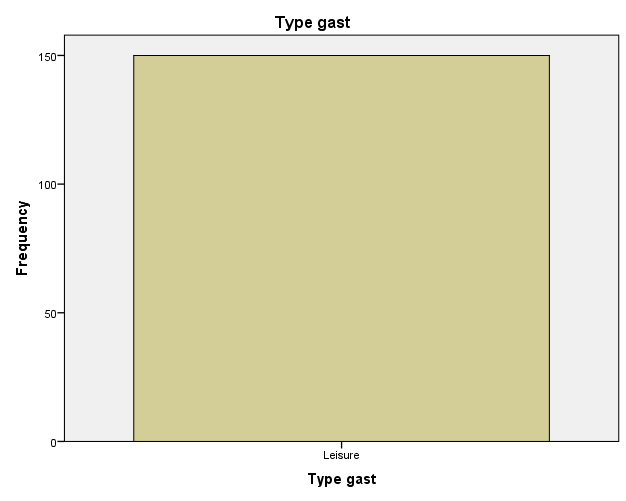 Type gast
150
100
50
0
Frequency
Leisure
Type gast